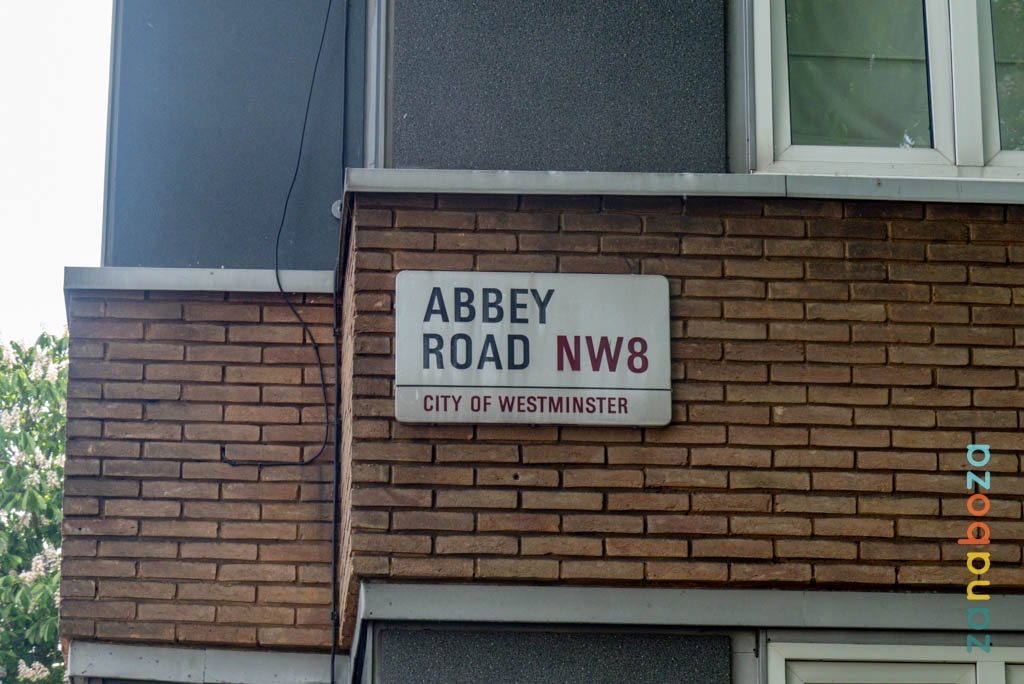 ABBEY
ROAD NW8
CITY OF WESTMINSTER
zanaboza